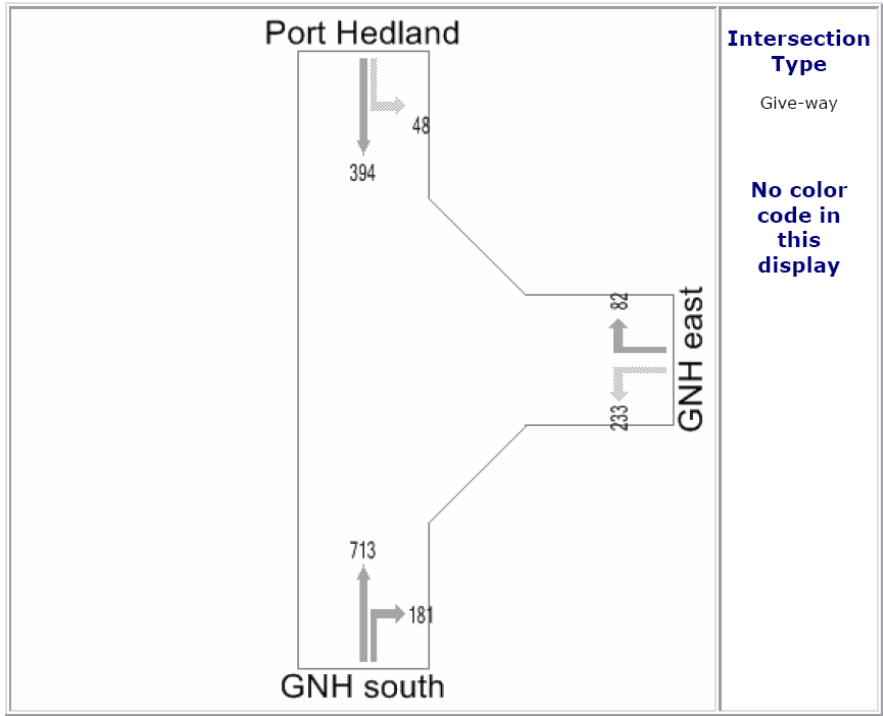 Port Hedland
48
394
82
GNH east
233
713
181
GNH south
Intersection
Type
Give-way
No color
code in
this
display